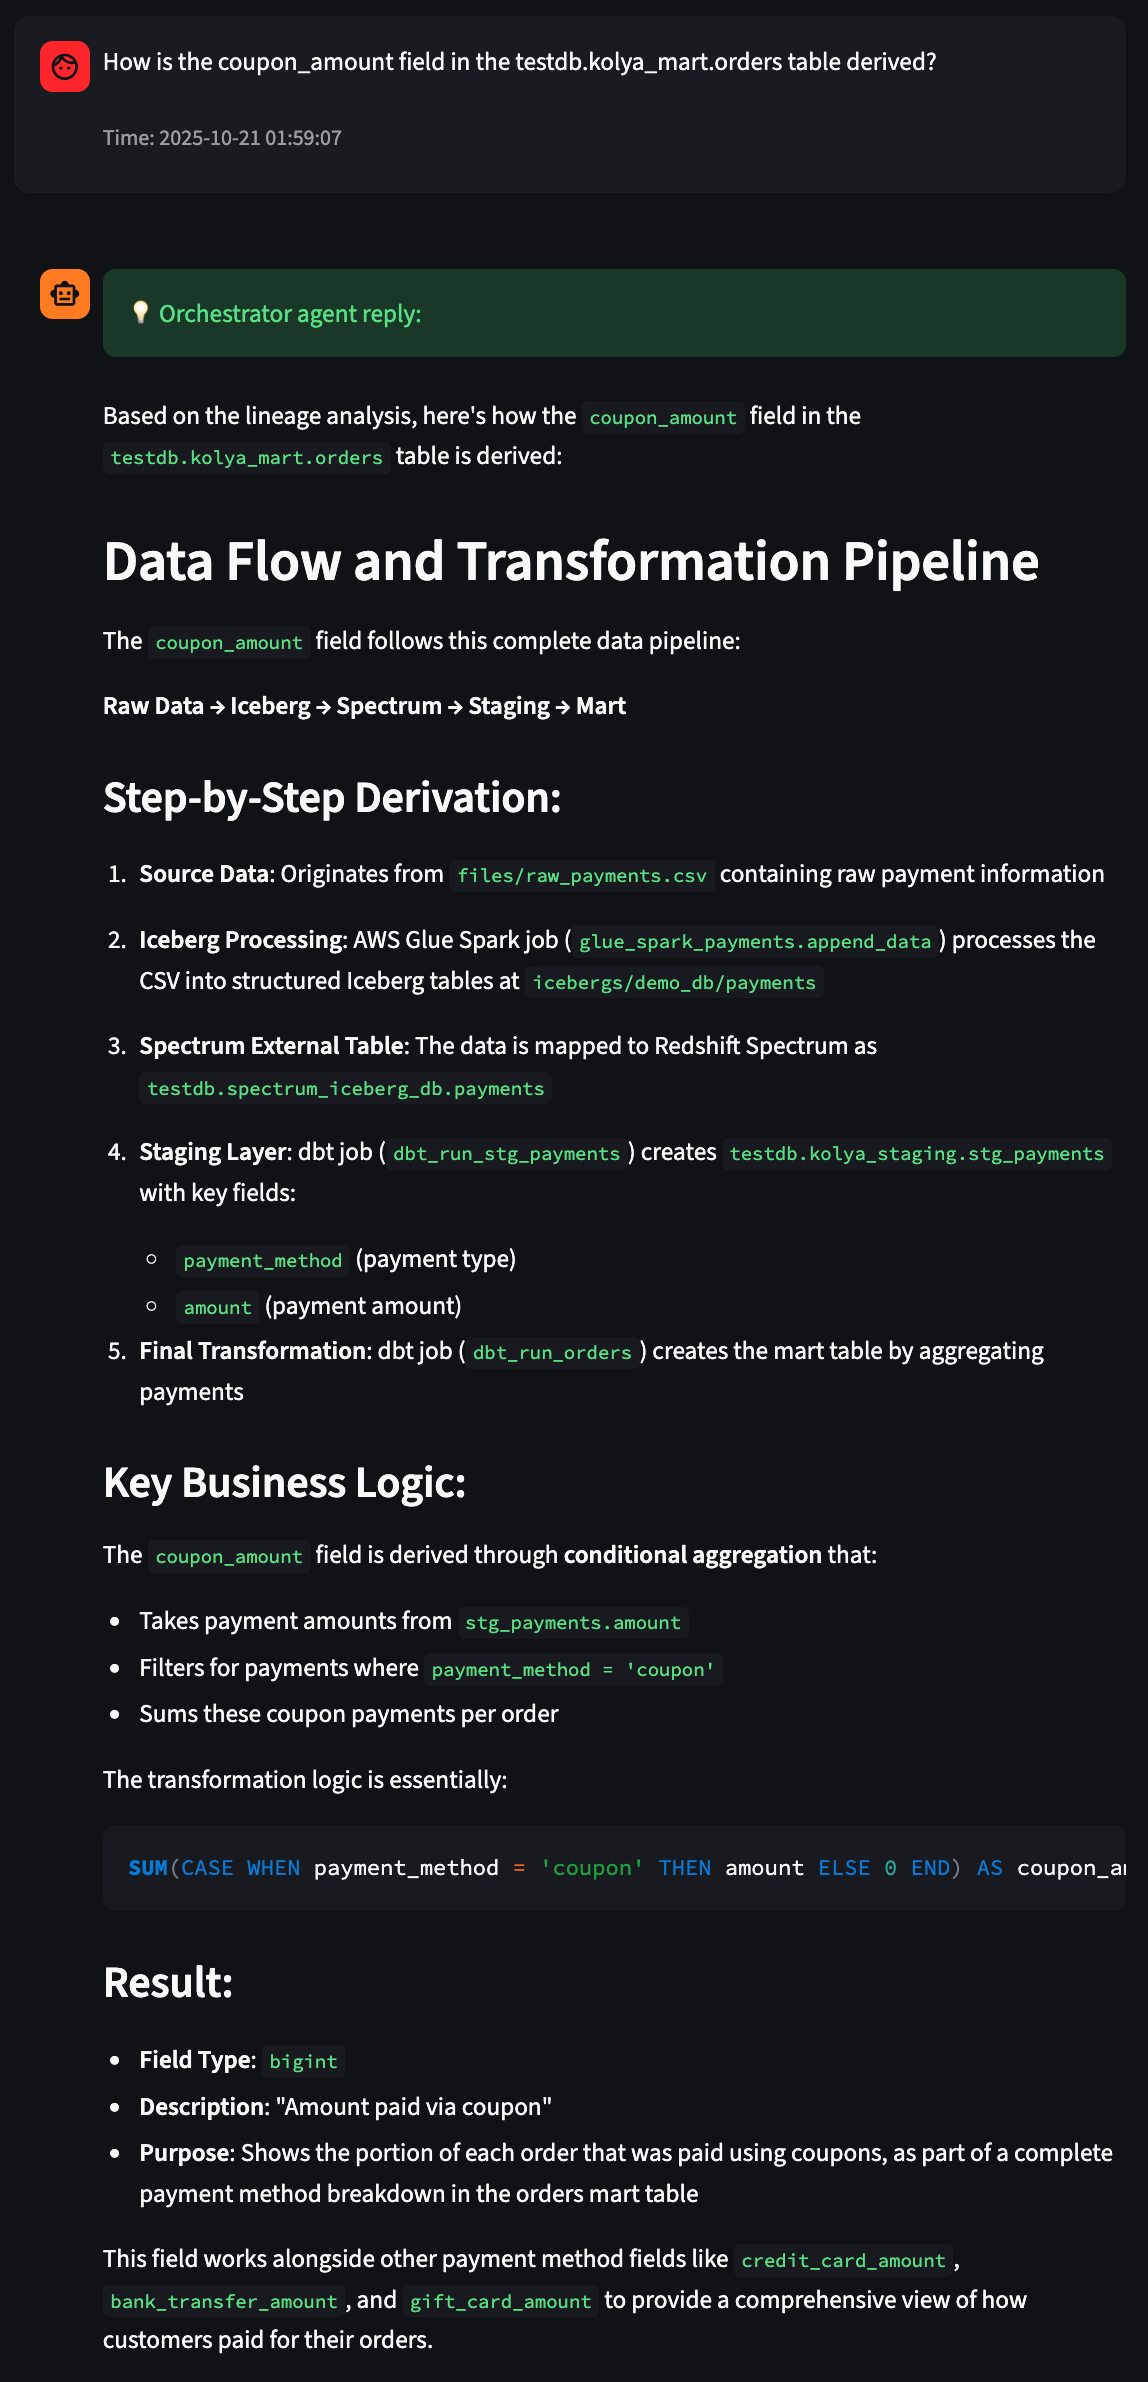 How is the coupon_amount field in the testdb.kolya_mart.orders table derived?
Time: 2025-10-21 01:59:07
Orchestrator agent reply:
Based on the lineage analysis, here's how the coupon_amount field in the
testdb.kolya_mart.orders table is derived:
Data Flow and Transformation Pipeline
The coupon_amount field follows this complete data pipeline:
Raw Data → Iceberg → Spectrum → Staging → Mart
Step-by-Step Derivation:
1. Source Data: Originates from files/raw_payments.csv containing raw payment information
2. Iceberg Processing: AWS Glue Spark job ( glue_spark_payments.append_data ) processes the
CSV into structured Iceberg tables at icebergs/demo_db/payments
3. Spectrum External Table: The data is mapped to Redshift Spectrum as
testdb.spectrum_iceberg_db.payments
4. Staging Layer: dbt job ( dbt_run_stg_payments ) creates testdb.kolya_staging.stg_payments
with key fields:
○ payment_method (payment type)
○ amount (payment amount)
5. Final Transformation: dbt job ( dbt_run_orders ) creates the mart table by aggregating
payments
Key Business Logic:
The coupon_amount field is derived through conditional aggregation that:
• Takes payment amounts from stg_payments.amount
• Filters for payments where payment_method = 'coupon'
• Sums these coupon payments per order
The transformation logic is essentially:
SUM(CASE WHEN payment_method = 'coupon' THEN amount ELSE 0 END) AS coupon_am
Result:
• Field Type: bigint
• Description: "Amount paid via coupon"
• Purpose: Shows the portion of each order that was paid using coupons, as part of a complete
payment method breakdown in the orders mart table
This field works alongside other payment method fields like credit_card_amount ,
bank_transfer_amount , and gift_card_amount to provide a comprehensive view of how
customers paid for their orders.